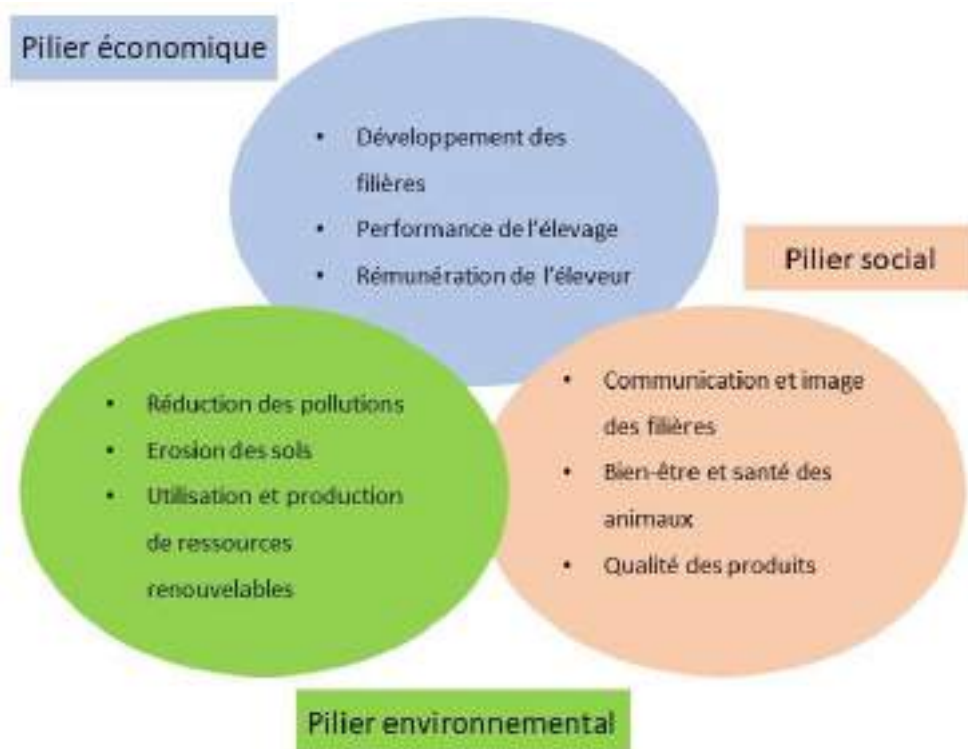 Pilier économique
• Développement des
filières
• Performance de l'élevage
• Rémunération de l'éleveur
Pilier social
• Communication et image
des filières
• Bien-être et santé des
animaux
• Qualité des produits
• Réduction des pollutions
• Erosion des sols
• Utilisation et production
de ressources
renouvelables
Pilier environnemental